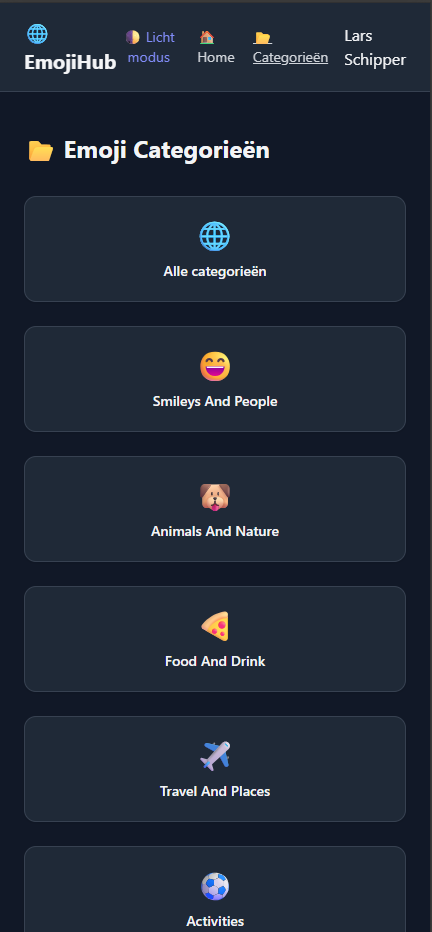 🌐
EmojiHub
🌓 Licht
modus
🏠
Home
📂
Categorieën
Lars
Schipper
📂 Emoji Categorieën
🌐
Alle categorieën
😄
Smileys And People
🐶
Animals And Nature
🍕
Food And Drink
✈️
Travel And Places
⚽
Activities